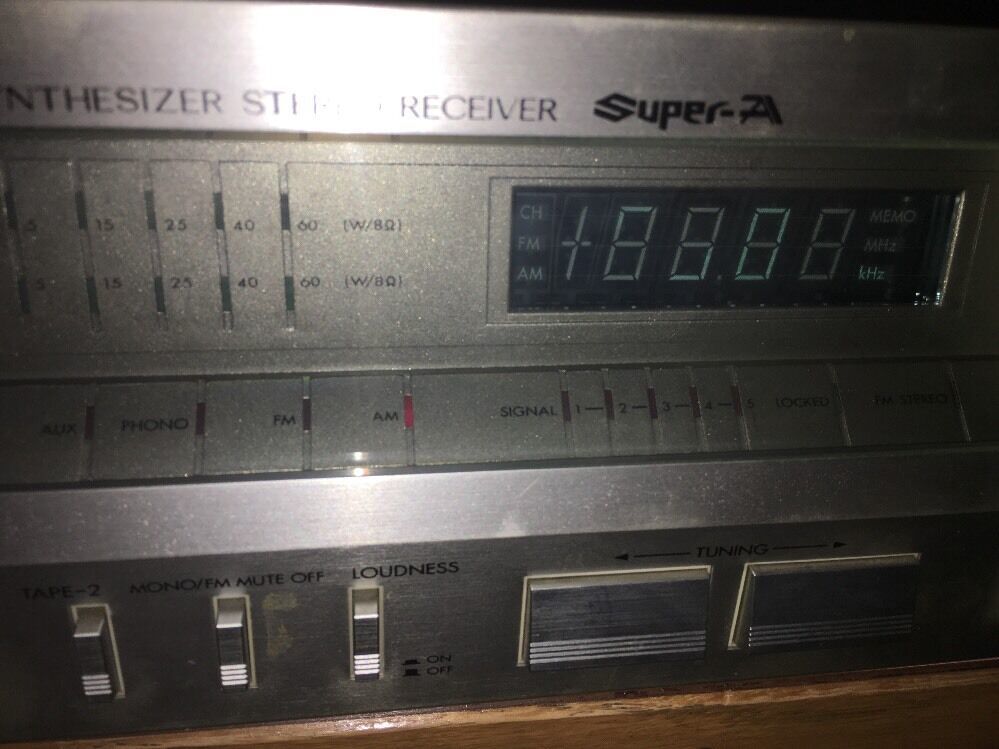 NTHESIZER STEREO RECEIVER Super-A
5 15 25 40 60 (W/8Ω)
5 15 25 40 60 (W/8Ω)
CH MEMO
FM MHz
AM kHz
AUX PHONO FM AM SIGNAL 1 2 3 4 5 LOCKED FM STEREO
TUNING
TAPE-2 MONO/FM MUTE OFF LOUDNESS
ON
OFF